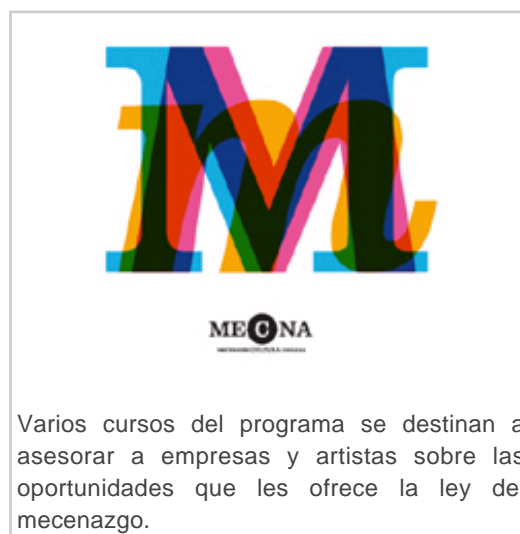 M
m
MECNA
Varios cursos del programa se destinan a
asesorar a empresas y artistas sobre las
oportunidades que les ofrece la ley de
mecenazgo.